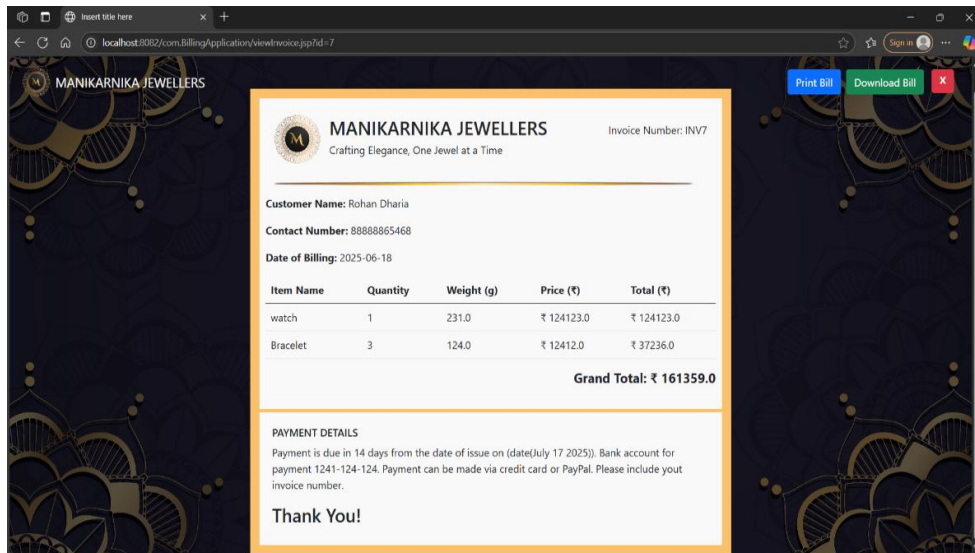 Insert title here
localhost:8082/com.BillingApplication/viewInvoice.jsp?id=7
Sign in
MANIKARNIKA JEWELLERS
Print Bill
Download Bill
X
M
MANIKARNIKA JEWELLERS
Invoice Number: INV7
Crafting Elegance, One Jewel at a Time
Customer Name: Rohan Dharia
Contact Number: 88888865468
Date of Billing: 2025-06-18
Item Name Quantity Weight (g) Price (₹) Total (₹)
watch 1 231.0 ₹ 124123.0 ₹ 124123.0
Bracelet 3 124.0 ₹ 12412.0 ₹ 37236.0
Grand Total: ₹ 161359.0
PAYMENT DETAILS
Payment is due in 14 days from the date of issue on (date(July 17 2025)). Bank account for
payment 1241-124-124. Payment can be made via credit card or PayPal. Please include yout
invoice number.
Thank You!